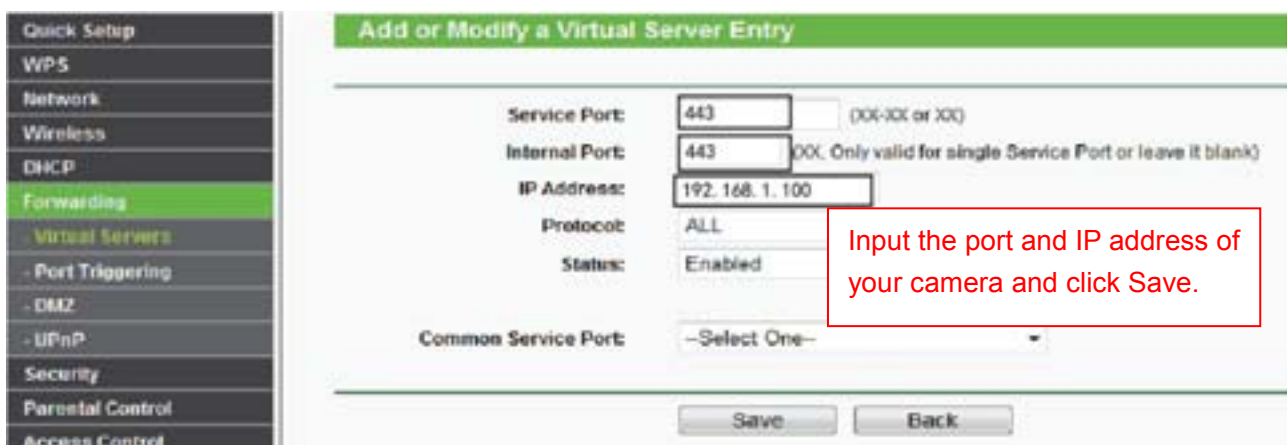 Quick Setup
WPS
Network
Wireless
DHCP
Forwarding
- Virtual Servers
- Port Triggering
- DMZ
- UPnP
Security
Parental Control
Access Control
Add or Modify a Virtual Server Entry
Service Port: 443 (XX-XX or XX)
Internal Port: 443 (XX, Only valid for single Service Port or leave it blank)
IP Address: 192.168.1.100
Protocol: ALL
Status: Enabled
Input the port and IP address of
your camera and click Save.
Common Service Port: --Select One--
Save Back